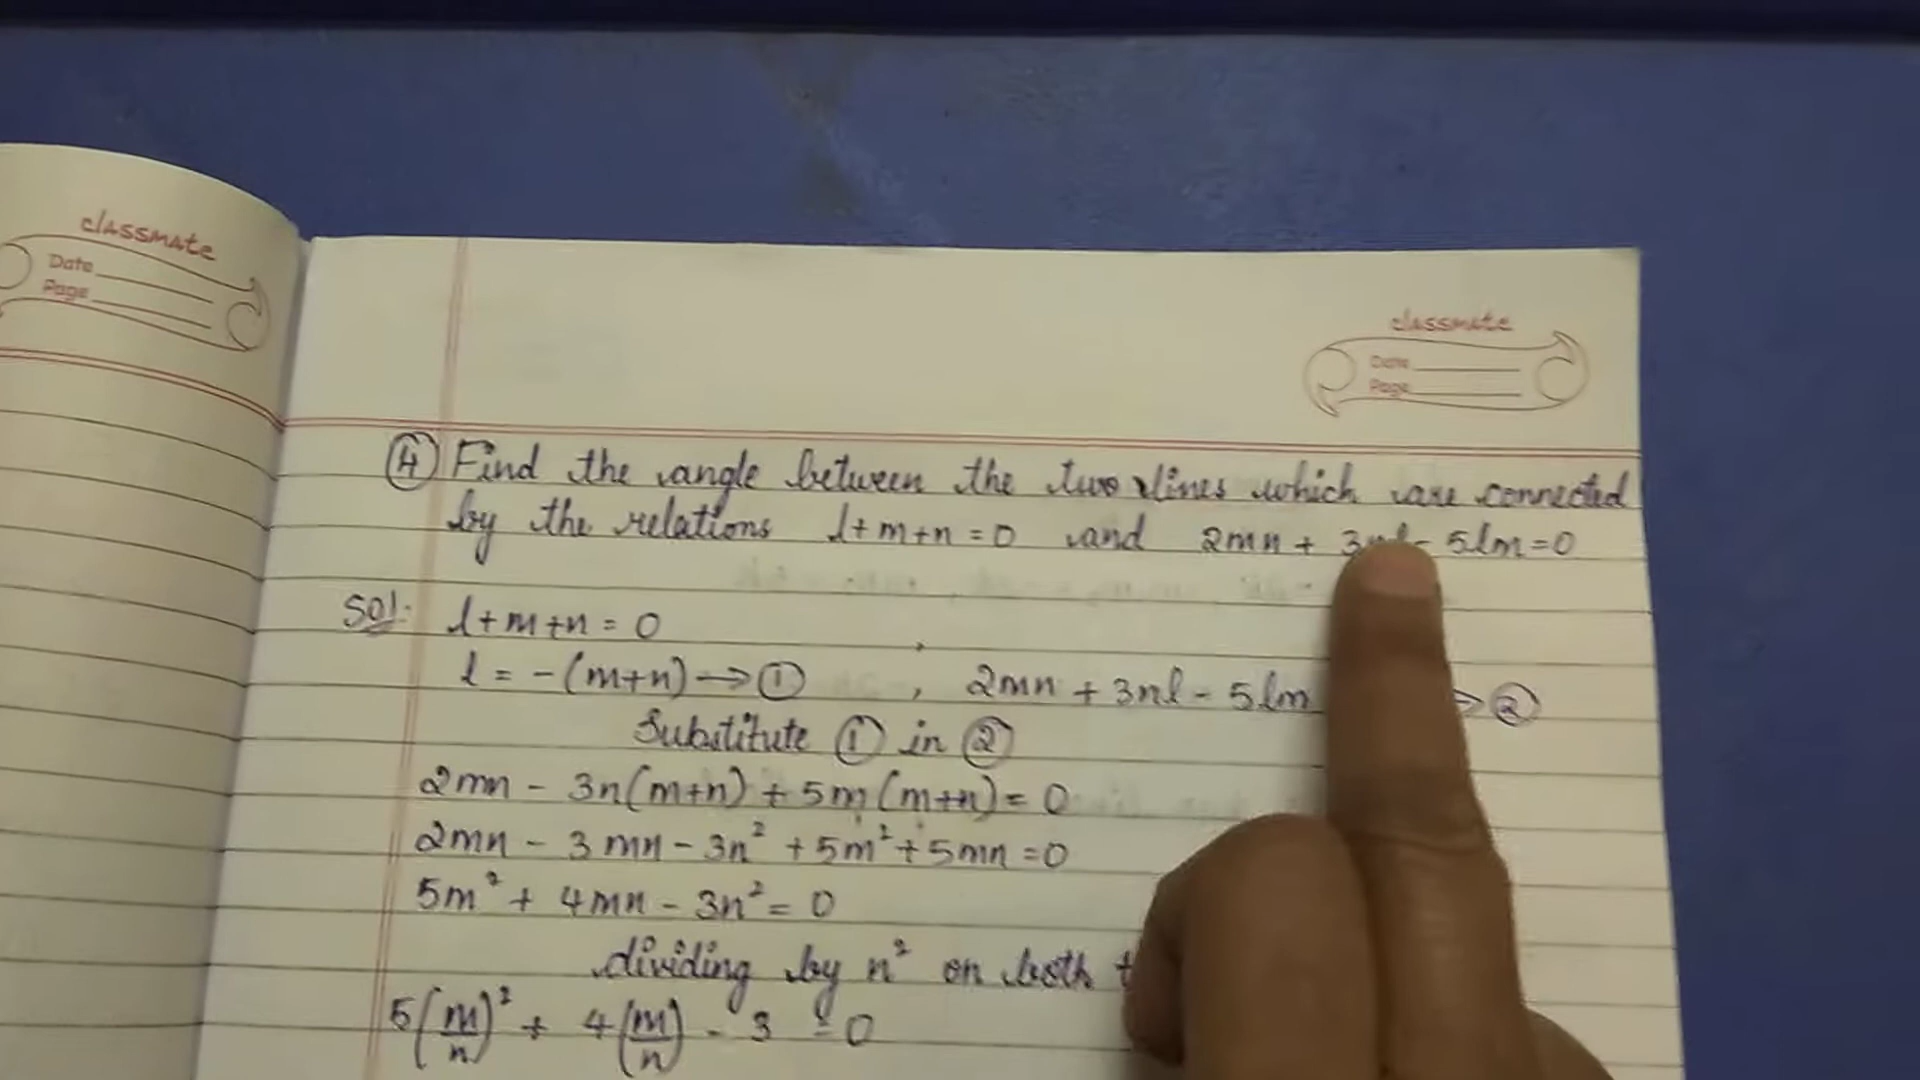 classmate
Date
Page
classmate
Date
Page
④ Find the angle between the two lines which are connected
by the relations l+m+n=0 and 2mn + 3nl - 5lm=0
Sol: l+m+n = 0
l = -(m+n) → ① , 2mn + 3nl - 5lm → ②
Substitute ① in ②
2mn - 3n(m+n) + 5m(m+n) = 0
2mn - 3mn - 3n² + 5m² + 5mn = 0
5m² + 4mn - 3n² = 0
dividing by n² on both
5(m/n)² + 4(m/n) - 3 = 0